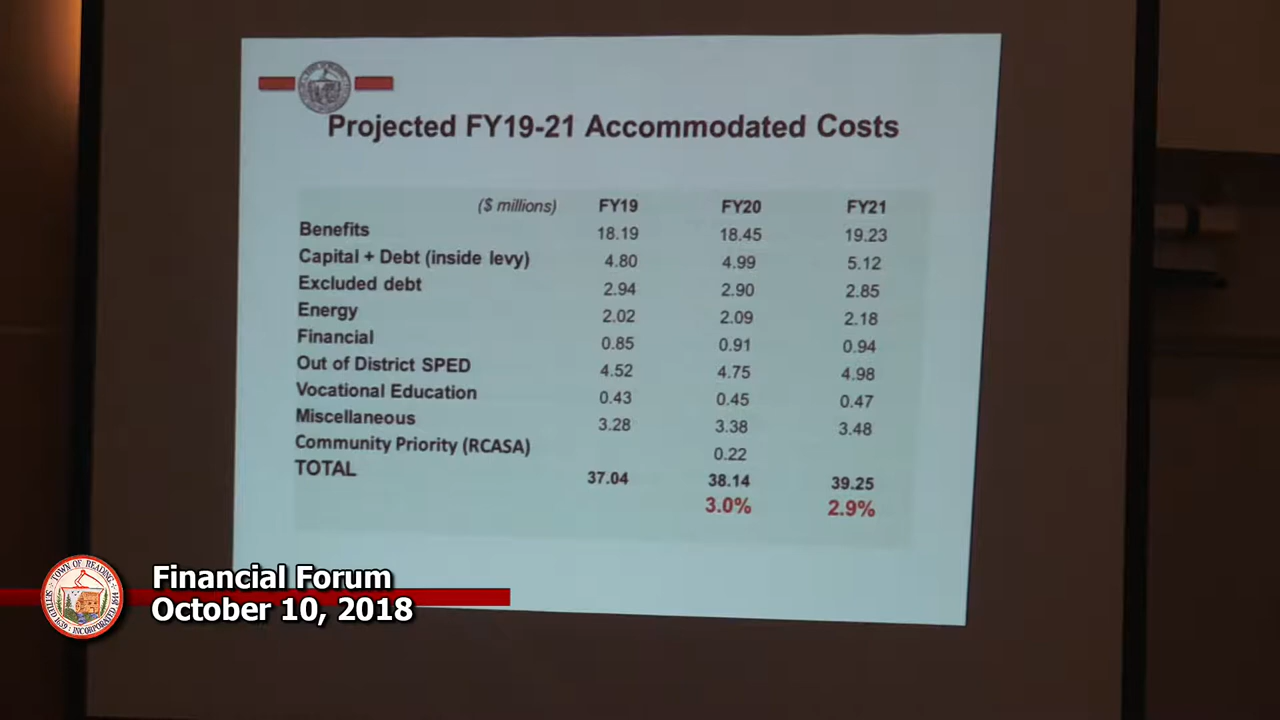 Projected FY19-21 Accommodated Costs
($ millions) FY19 FY20 FY21
Benefits 18.19 18.45 19.23
Capital + Debt (inside levy) 4.80 4.99 5.12
Excluded debt 2.94 2.90 2.85
Energy 2.02 2.09 2.18
Financial 0.85 0.91 0.94
Out of District SPED 4.52 4.75 4.98
Vocational Education 0.43 0.45 0.47
Miscellaneous 3.28 3.38 3.48
Community Priority (RCASA) 0.22
TOTAL 37.04 38.14 39.25
3.0% 2.9%
TOWN OF READING
Financial Forum
October 10, 2018